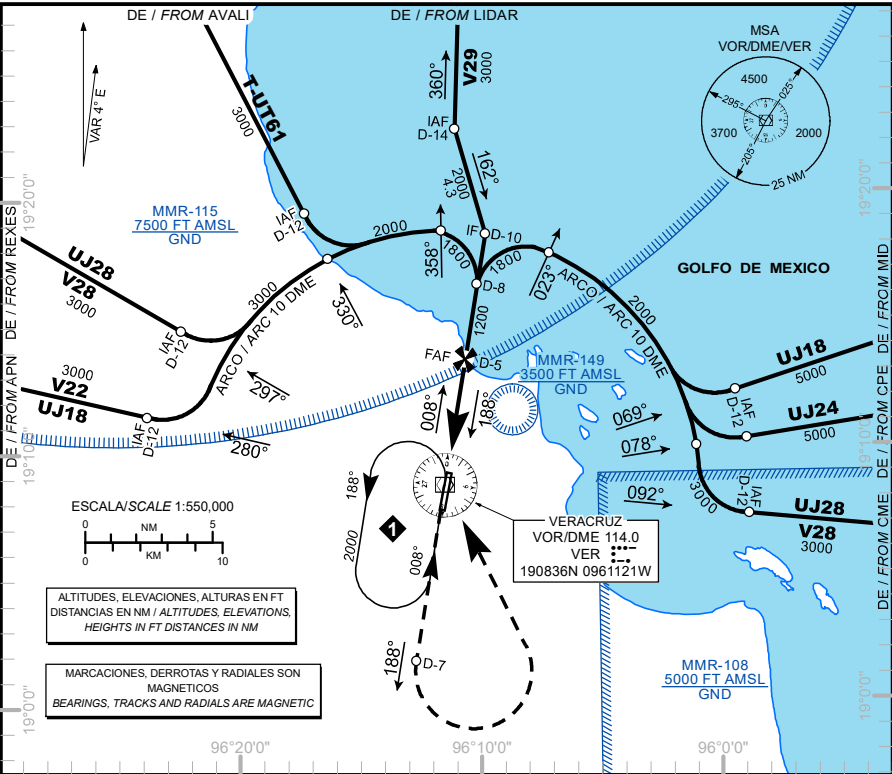 DE / FROM AVALI
DE / FROM LIDAR
MSA
VOR/DME/VER
4500
025°
295°
3700
2000
205°
25 NM
VAR 4° E
T-UT61
3000
360°
V29
3000
IAF
D-14
162°
2000
4.3
19°20'0"
19°20'0"
MMR-115
7500 FT AMSL
GND
IAF
D-12
2000
358°
1800
IF
D-10
1800
023°
D-8
GOLFO DE MEXICO
DE / FROM REXES
DE / FROM MID
UJ28
V28
3000
IAF
D-12
3000
ARCO / ARC 10 DME
330°
1200
ARCO / ARC 10 DME
2000
FAF
D-5
MMR-149
3500 FT AMSL
GND
UJ18
5000
IAF
D-12
3000
V22
UJ18
IAF
D-12
297°
280°
008°
188°
069°
078°
UJ24
5000
DE / FROM APN
DE / FROM CPE
19°10'0"
19°10'0"
092°
3000
IAF
D-12
UJ28
V28
3000
DE / FROM CME
0
9
27
188°
2000
1
008°
ESCALA/SCALE 1:550,000
0
NM
5
0
KM
10
VERACRUZ
VOR/DME 114.0
VER
190836N 0961121W
ALTITUDES, ELEVACIONES, ALTURAS EN FT
DISTANCIAS EN NM / ALTITUDES, ELEVATIONS,
HEIGHTS IN FT DISTANCES IN NM
MARCACIONES, DERROTAS Y RADIALES SON
MAGNETICOS
BEARINGS, TRACKS AND RADIALS ARE MAGNETIC
188°
D-7
MMR-108
5000 FT AMSL
GND
19°0'0"
19°0'0"
96°20'0"
96°10'0"
96°0'0"